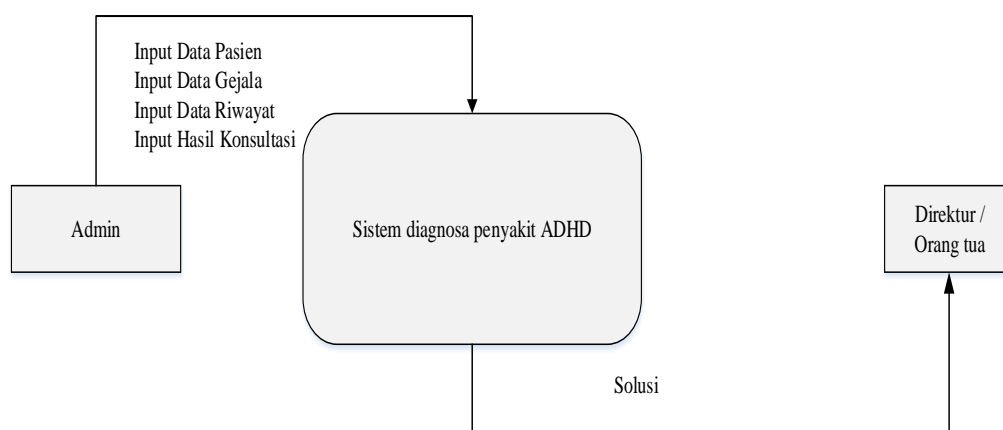 Input Data Pasien
Input Data Gejala
Input Data Riwayat
Input Hasil Konsultasi
Admin
Sistem diagnosa penyakit ADHD
Direktur /
Orang tua
Solusi